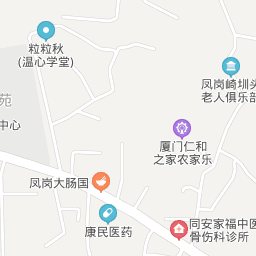 粒粒秋
(温心学堂)
凤岗崎圳头
老人俱乐部
苑
中心
厦门仁和
之家农家乐
凤岗大肠国
康民医药
同安家福中医
骨伤科诊所